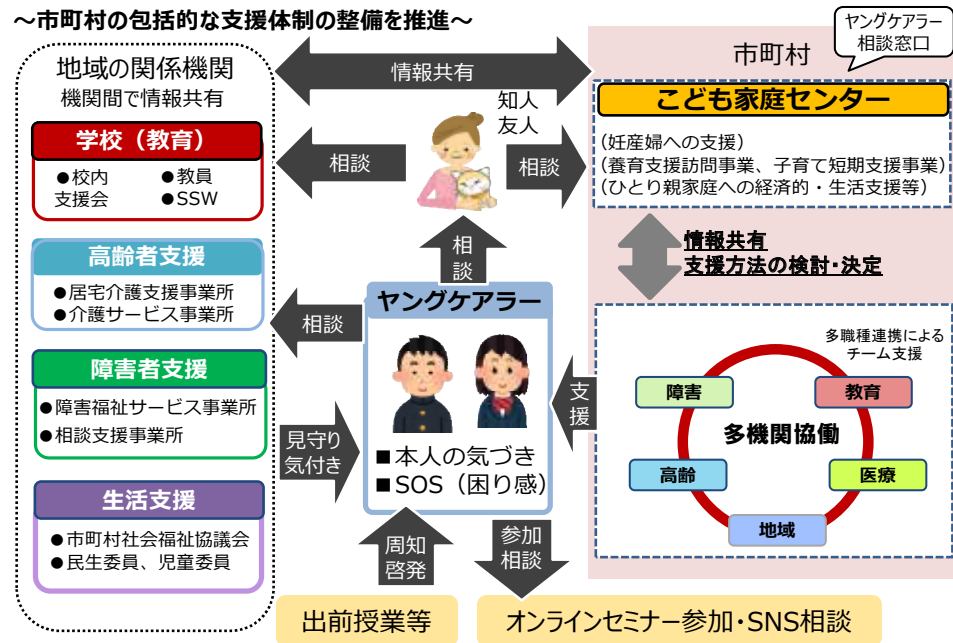 ～市町村の包括的な支援体制の整備を推進～
ヤングケアラー
相談窓口
地域の関係機関
機関間で情報共有
学校（教育）
●校内
支援会
●教員
●SSW
高齢者支援
●居宅介護支援事業所
●介護サービス事業所
障害者支援
●障害福祉サービス事業所
●相談支援事業所
生活支援
●市町村社会福祉協議会
●民生委員、児童委員
情報共有
知人
友人
相談
相談
相談
相談
見守り
気付き
ヤングケアラー
■本人の気づき
■SOS（困り感）
支援
周知
啓発
参加
相談
出前授業等
オンラインセミナー参加・SNS相談
市町村
こども家庭センター
(妊産婦への支援)
(養育支援訪問事業、子育て短期支援事業)
(ひとり親家庭への経済的・生活支援等)
情報共有
支援方法の検討・決定
多職種連携による
チーム支援
障害
教育
多機関協働
高齢
医療
地域